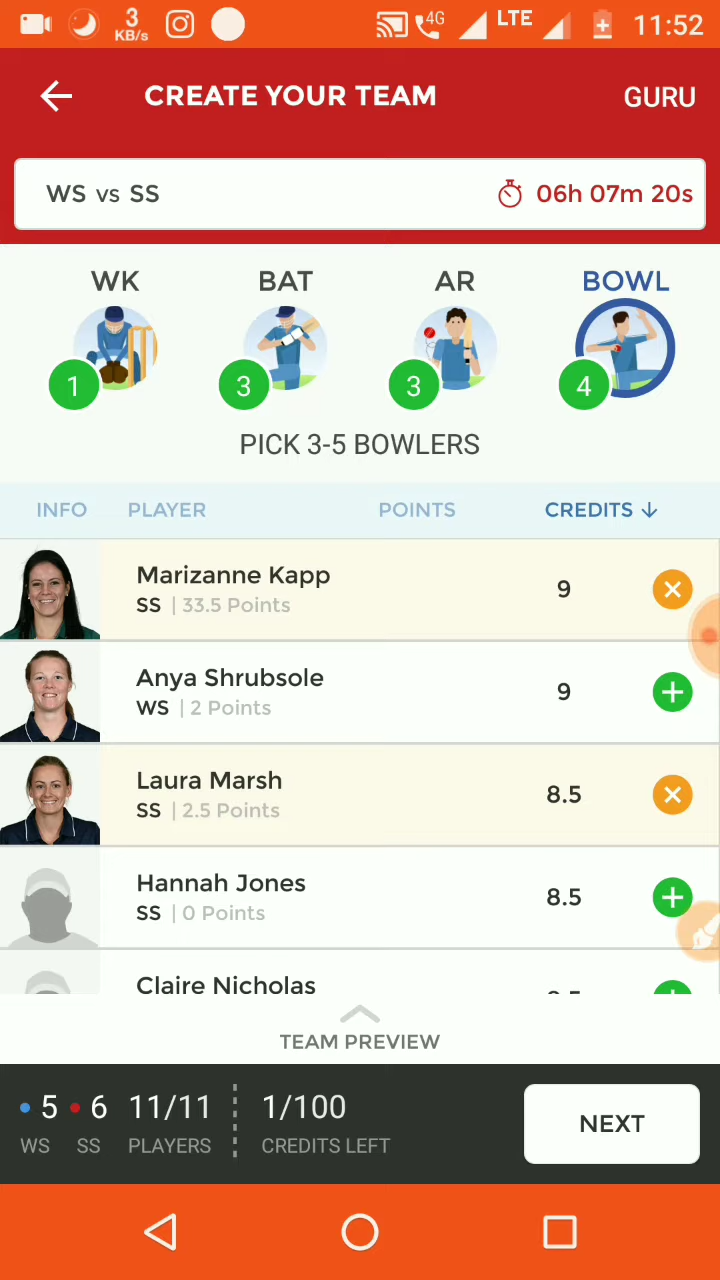 3 KB/s 4G LTE 11:52
CREATE YOUR TEAM GURU
WS vs SS 06h 07m 20s
WK BAT AR BOWL
1 3 3 4
PICK 3-5 BOWLERS
INFO PLAYER POINTS CREDITS
Marizanne Kapp
SS | 33.5 Points 9
Anya Shrubsole
WS | 2 Points 9
Laura Marsh
SS | 2.5 Points 8.5
Hannah Jones
SS | 0 Points 8.5
Claire Nicholas
TEAM PREVIEW
5 6 11/11 1/100 NEXT
WS SS PLAYERS CREDITS LEFT